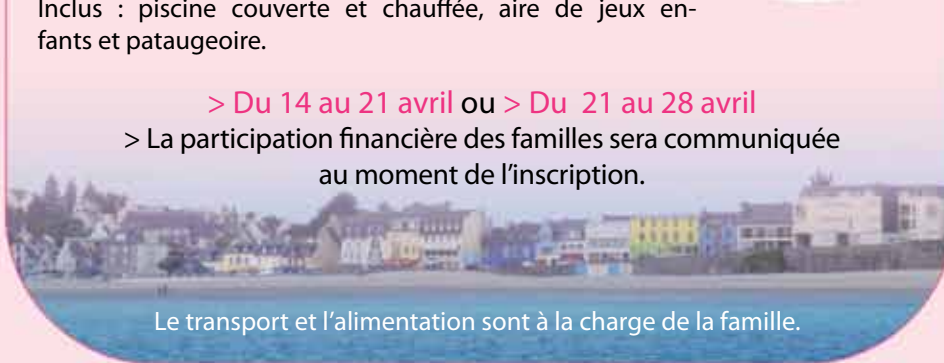 Inclus : piscine couverte et chauffée, aire de jeux en-
fants et pataugeoire.
> Du 14 au 21 avril ou > Du 21 au 28 avril
> La participation financière des familles sera communiquée
au moment de l'inscription.
Le transport et l'alimentation sont à la charge de la famille.